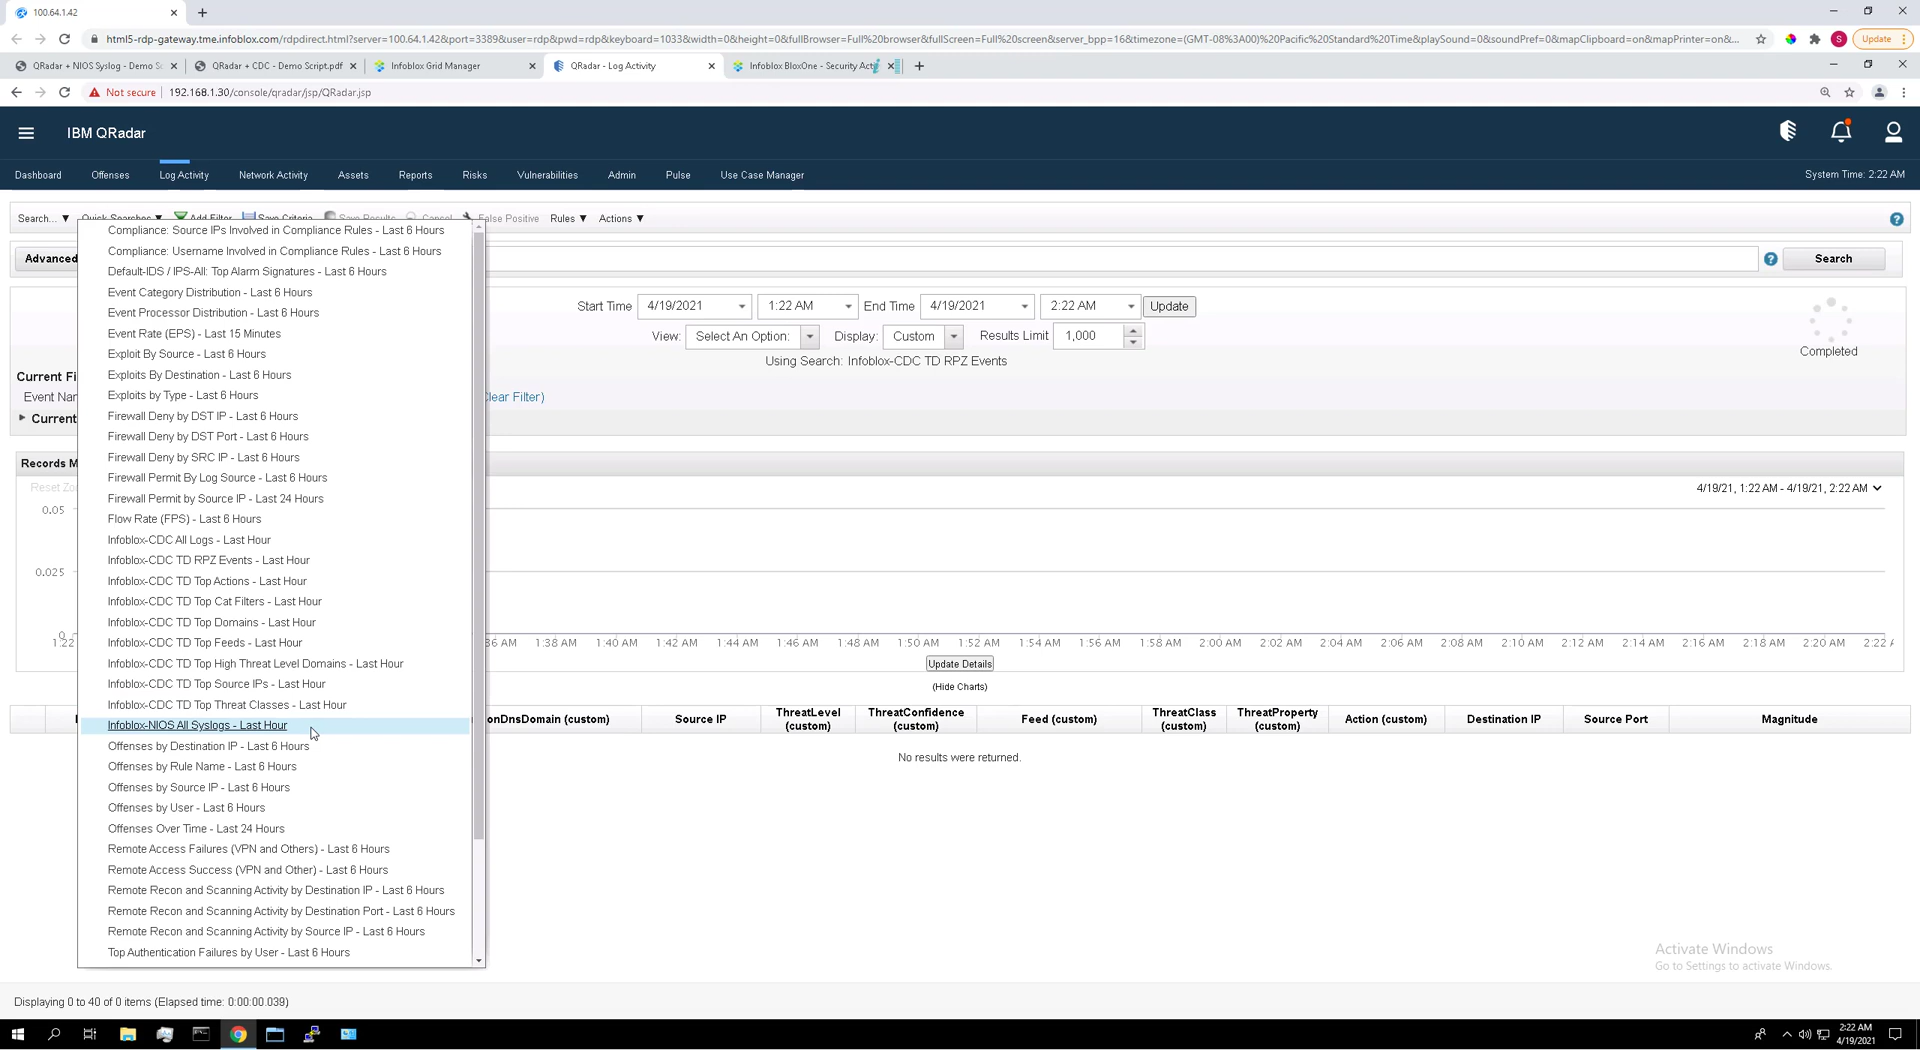 100.64.1.42
html5-rdp-gateway.tme.infoblox.com/rdpdirect.html?server=100.64.1.42&port=3389&user=rdp&pwd=rdp&keyboard=1033&width=0&height=0&fullBrowser=Full%20browser&fullScreen=Full%20screen&server_bpp=16&timezone=(GMT-08%3A00)%20Pacific%20Standard%20Time&playSound=0&soundPref=0&mapClipboard=on&mapPrinter=on&...
S
Update
QRadar + NIOS Syslog - Demo Sc
QRadar + CDC - Demo Script.pdf
Infoblox Grid Manager
QRadar - Log Activity
Infoblox BloxOne - Security Acti
Not secure
192.168.1.30/console/qradar/jsp/QRadar.jsp
IBM QRadar
Dashboard
Offenses
Log Activity
Network Activity
Assets
Reports
Risks
Vulnerabilities
Admin
Pulse
Use Case Manager
System Time: 2:22 AM
Search...
Quick Searches
Add Filter
Save Criteria
Save Results
Cancel
False Positive
Rules
Actions
Advanced
Search
Start Time
4/19/2021
1:22 AM
End Time
4/19/2021
2:22 AM
Update
View:
Select An Option:
Display:
Custom
Results Limit
1,000
Using Search: Infoblox-CDC TD RPZ Events
Completed
Current Fi
Event Nar
Clear Filter)
Current
Compliance: Source IPs Involved in Compliance Rules - Last 6 Hours
Compliance: Username Involved in Compliance Rules - Last 6 Hours
Default-IDS / IPS-All: Top Alarm Signatures - Last 6 Hours
Event Category Distribution - Last 6 Hours
Event Processor Distribution - Last 6 Hours
Event Rate (EPS) - Last 15 Minutes
Exploit By Source - Last 6 Hours
Exploits By Destination - Last 6 Hours
Exploits by Type - Last 6 Hours
Firewall Deny by DST IP - Last 6 Hours
Firewall Deny by DST Port - Last 6 Hours
Firewall Deny by SRC IP - Last 6 Hours
Firewall Permit By Log Source - Last 6 Hours
Firewall Permit by Source IP - Last 24 Hours
Flow Rate (FPS) - Last 6 Hours
Infoblox-CDC All Logs - Last Hour
Infoblox-CDC TD RPZ Events - Last Hour
Infoblox-CDC TD Top Actions - Last Hour
Infoblox-CDC TD Top Cat Filters - Last Hour
Infoblox-CDC TD Top Domains - Last Hour
Infoblox-CDC TD Top Feeds - Last Hour
Infoblox-CDC TD Top High Threat Level Domains - Last Hour
Infoblox-CDC TD Top Source IPs - Last Hour
Infoblox-CDC TD Top Threat Classes - Last Hour
Infoblox-NIOS All Syslogs - Last Hour
Offenses by Destination IP - Last 6 Hours
Offenses by Rule Name - Last 6 Hours
Offenses by Source IP - Last 6 Hours
Offenses by User - Last 6 Hours
Offenses Over Time - Last 24 Hours
Remote Access Failures (VPN and Others) - Last 6 Hours
Remote Access Success (VPN and Other) - Last 6 Hours
Remote Recon and Scanning Activity by Destination IP - Last 6 Hours
Remote Recon and Scanning Activity by Destination Port - Last 6 Hours
Remote Recon and Scanning Activity by Source IP - Last 6 Hours
Top Authentication Failures by User - Last 6 Hours
Records M
Reset Zo
4/19/21, 1:22 AM - 4/19/21, 2:22 AM
0.05
0.025
0
1:22
36 AM 1:38 AM 1:40 AM 1:42 AM 1:44 AM 1:46 AM 1:48 AM 1:50 AM 1:52 AM 1:54 AM 1:56 AM 1:58 AM 2:00 AM 2:02 AM 2:04 AM 2:06 AM 2:08 AM 2:10 AM 2:12 AM 2:14 AM 2:16 AM 2:18 AM 2:20 AM 2:22 A
Update Details
(Hide Charts)
onDnsDomain (custom)
Source IP
ThreatLevel (custom)
ThreatConfidence (custom)
Feed (custom)
ThreatClass (custom)
ThreatProperty (custom)
Action (custom)
Destination IP
Source Port
Magnitude
No results were returned.
Activate Windows
Go to Settings to activate Windows.
Displaying 0 to 40 of 0 items (Elapsed time: 0:00:00.039)
2:22 AM
4/19/2021